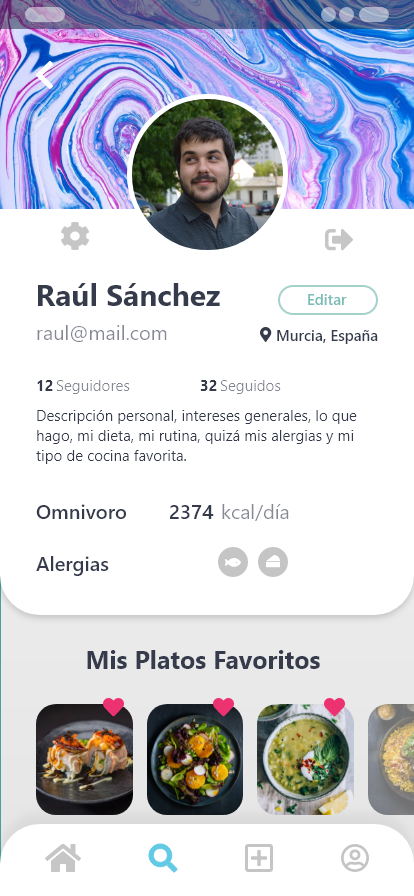 Raúl Sánchez
Editar
raul@mail.com
Murcia, España
12 Seguidores
32 Seguidos
Descripción personal, intereses generales, lo que
hago, mi dieta, mi rutina, quizá mis alergias y mi
tipo de cocina favorita.
Omnivoro
2374 kcal/día
Alergias
Mis Platos Favoritos